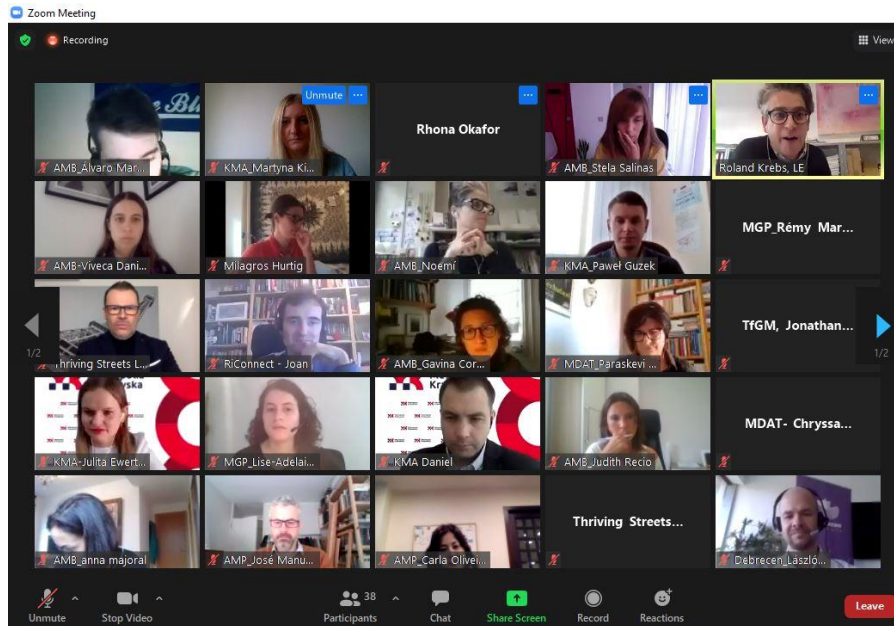 Zoom Meeting
Recording
View
Unmute ...
Rhona Okafor
AMB_Alvaro Mar...
KMA_Martyna Ki...
AMB_Stela Salinas
Roland Krebs, LE
MGP_Rémy Mar...
AMB-Viveca Dani...
Milagros Hurtig
AMB_Noemí
KMA_Paweł Guzek
TfGM, Jonathan...
1/2
1/2
Thriving Streets L...
RiConnect - Joan
AMB_Gavina Cor...
MDAT_Paraskevi ...
MDAT- Chryssa...
KMA-Julita Ewert...
MGP_Lise-Adelai...
KMA Daniel
AMB_Judith Recio
Thriving Streets...
AMB_anna majoral
AMP_José Manu...
AMP_Carla Olivei...
Debrecen_László...
38
Unmute
Stop Video
Participants
Chat
Share Screen
Record
Reactions
Leave